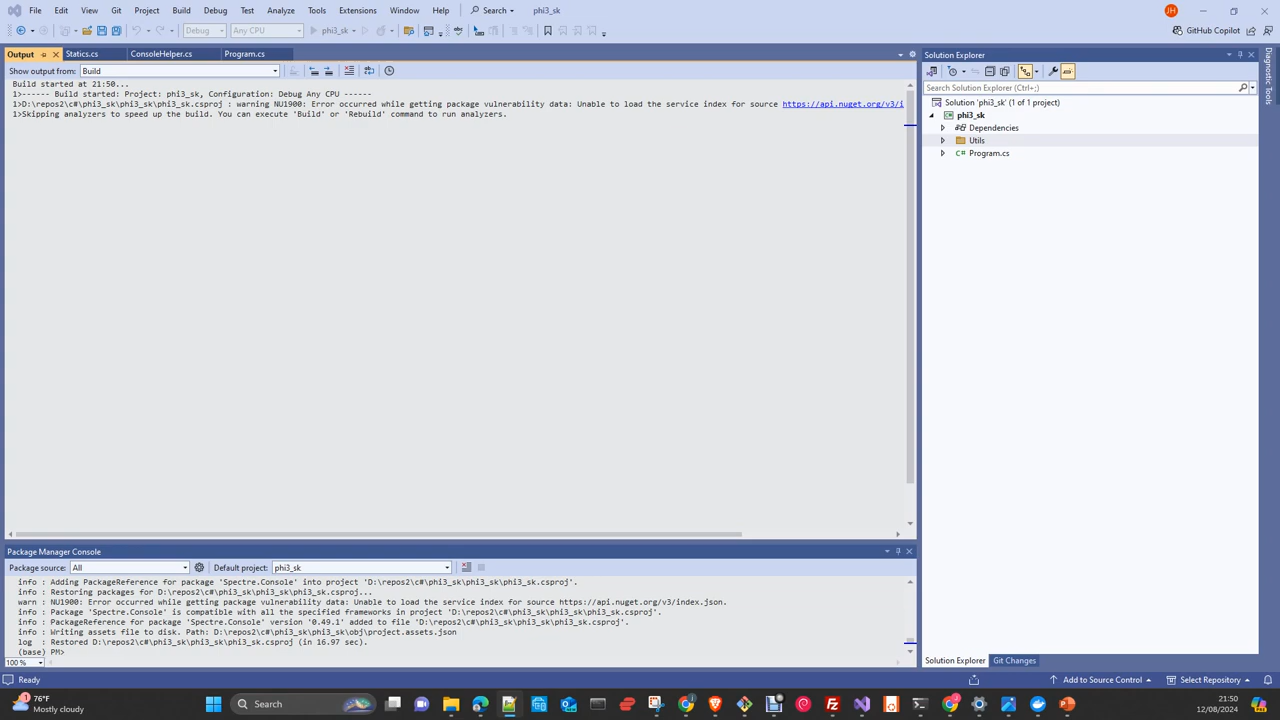 File Edit View Git Project Build Debug Test Analyze Tools Extensions Window Help Search phi3_sk JH
Debug Any CPU phi3_sk GitHub Copilot
Output Statics.cs ConsoleHelper.cs Program.cs
Show output from: Build
Build started at 21:50...
1>------ Build started: Project: phi3_sk, Configuration: Debug Any CPU ------
1>D:\repos2\c#\phi3_sk\phi3_sk\phi3_sk.csproj : warning NU1900: Error occurred while getting package vulnerability data: Unable to load the service index for source https://api.nuget.org/v3/i
1>Skipping analyzers to speed up the build. You can execute 'Build' or 'Rebuild' command to run analyzers.
Package Manager Console
Package source: All Default project: phi3_sk
info : Adding PackageReference for package 'Spectre.Console' into project 'D:\repos2\c#\phi3_sk\phi3_sk\phi3_sk.csproj'.
info : Restoring packages for D:\repos2\c#\phi3_sk\phi3_sk\phi3_sk.csproj...
warn : NU1900: Error occurred while getting package vulnerability data: Unable to load the service index for source https://api.nuget.org/v3/index.json.
info : Package 'Spectre.Console' is compatible with all the specified frameworks in project 'D:\repos2\c#\phi3_sk\phi3_sk\phi3_sk.csproj'.
info : PackageReference for package 'Spectre.Console' version '0.49.1' added to file 'D:\repos2\c#\phi3_sk\phi3_sk\phi3_sk.csproj'.
info : Writing assets file to disk. Path: D:\repos2\c#\phi3_sk\phi3_sk\obj\project.assets.json
log : Restored D:\repos2\c#\phi3_sk\phi3_sk\phi3_sk.csproj (in 16.97 sec).
(base) PM>
100 %
Solution Explorer
Search Solution Explorer (Ctrl+;)
Solution 'phi3_sk' (1 of 1 project)
phi3_sk
Dependencies
Utils
C# Program.cs
Solution Explorer Git Changes
Diagnostic Tools
Ready Add to Source Control Select Repository
1 76°F
Mostly cloudy
Search
3
21:50
12/08/2024